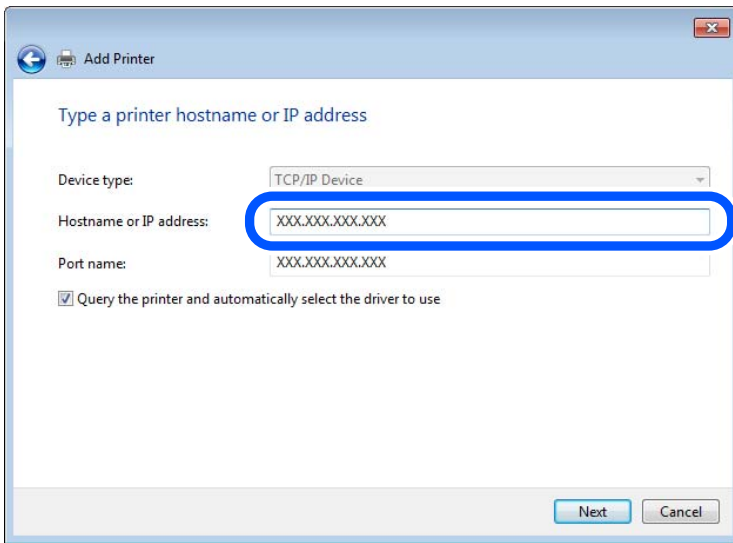 Add Printer
Type a printer hostname or IP address
Device type: TCP/IP Device
Hostname or IP address: XXX.XXX.XXX.XXX
Port name: XXX.XXX.XXX.XXX
Query the printer and automatically select the driver to use
Next Cancel